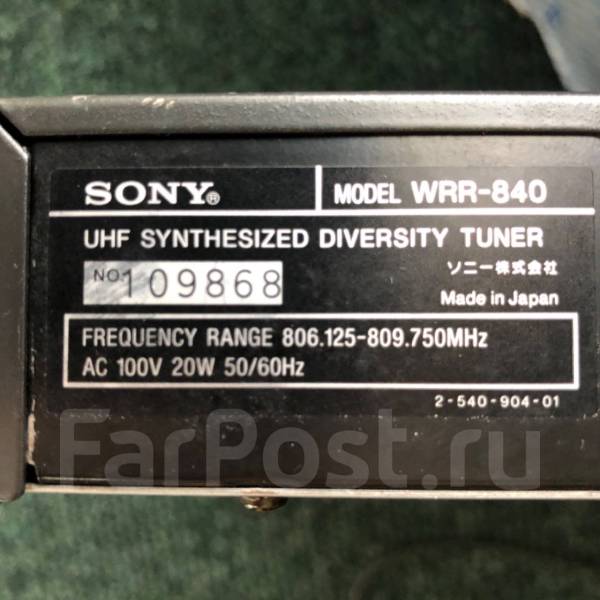 SONY® MODEL WRR-840
UHF SYNTHESIZED DIVERSITY TUNER
NO. 109868 ソニー株式会社
Made in Japan
FREQUENCY RANGE 806.125-809.750MHz
AC 100V 20W 50/60Hz
2-540-904-01
FarPost.ru